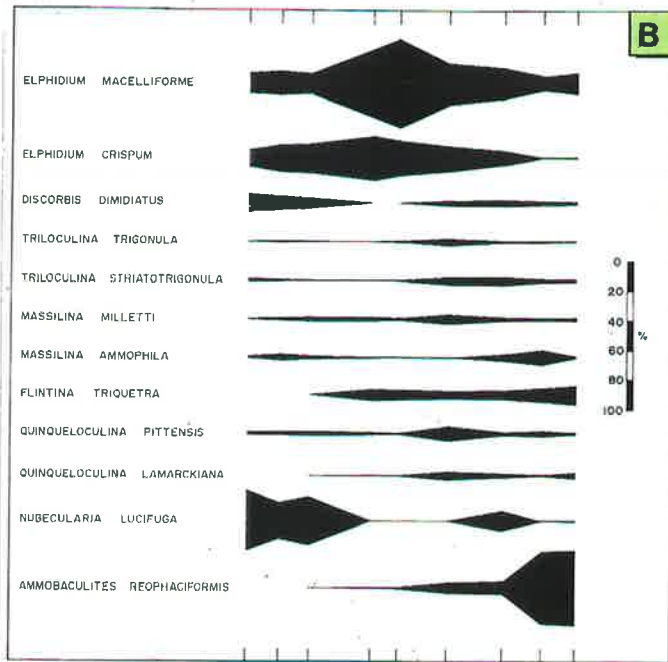 B
ELPHIDIUM MACELLIFORME
ELPHIDIUM CRISPUM
DISCORBIS DIMIDIATUS
TRILOCULINA TRIGONULA
TRILOCULINA STRIATOTRIGONULA
MASSILINA MILLETTI
MASSILINA AMMOPHILA
FLINTINA TRIQUETRA
QUINQUELOCULINA PITTENSIS
QUINQUELOCULINA LAMARCKIANA
NUBECULARIA LUCIFUGA
AMMOBACULITES REOPHACIFORMIS
0
20
40
%
60
80
100